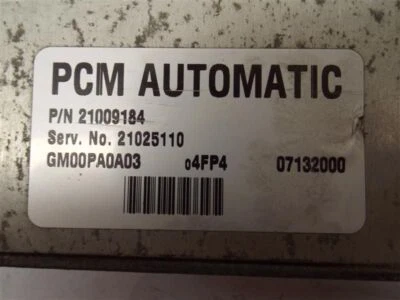 PCM AUTOMATIC
P/N 21009184
Serv. No. 21025110
GM00PA0A03 04FP4 07132000